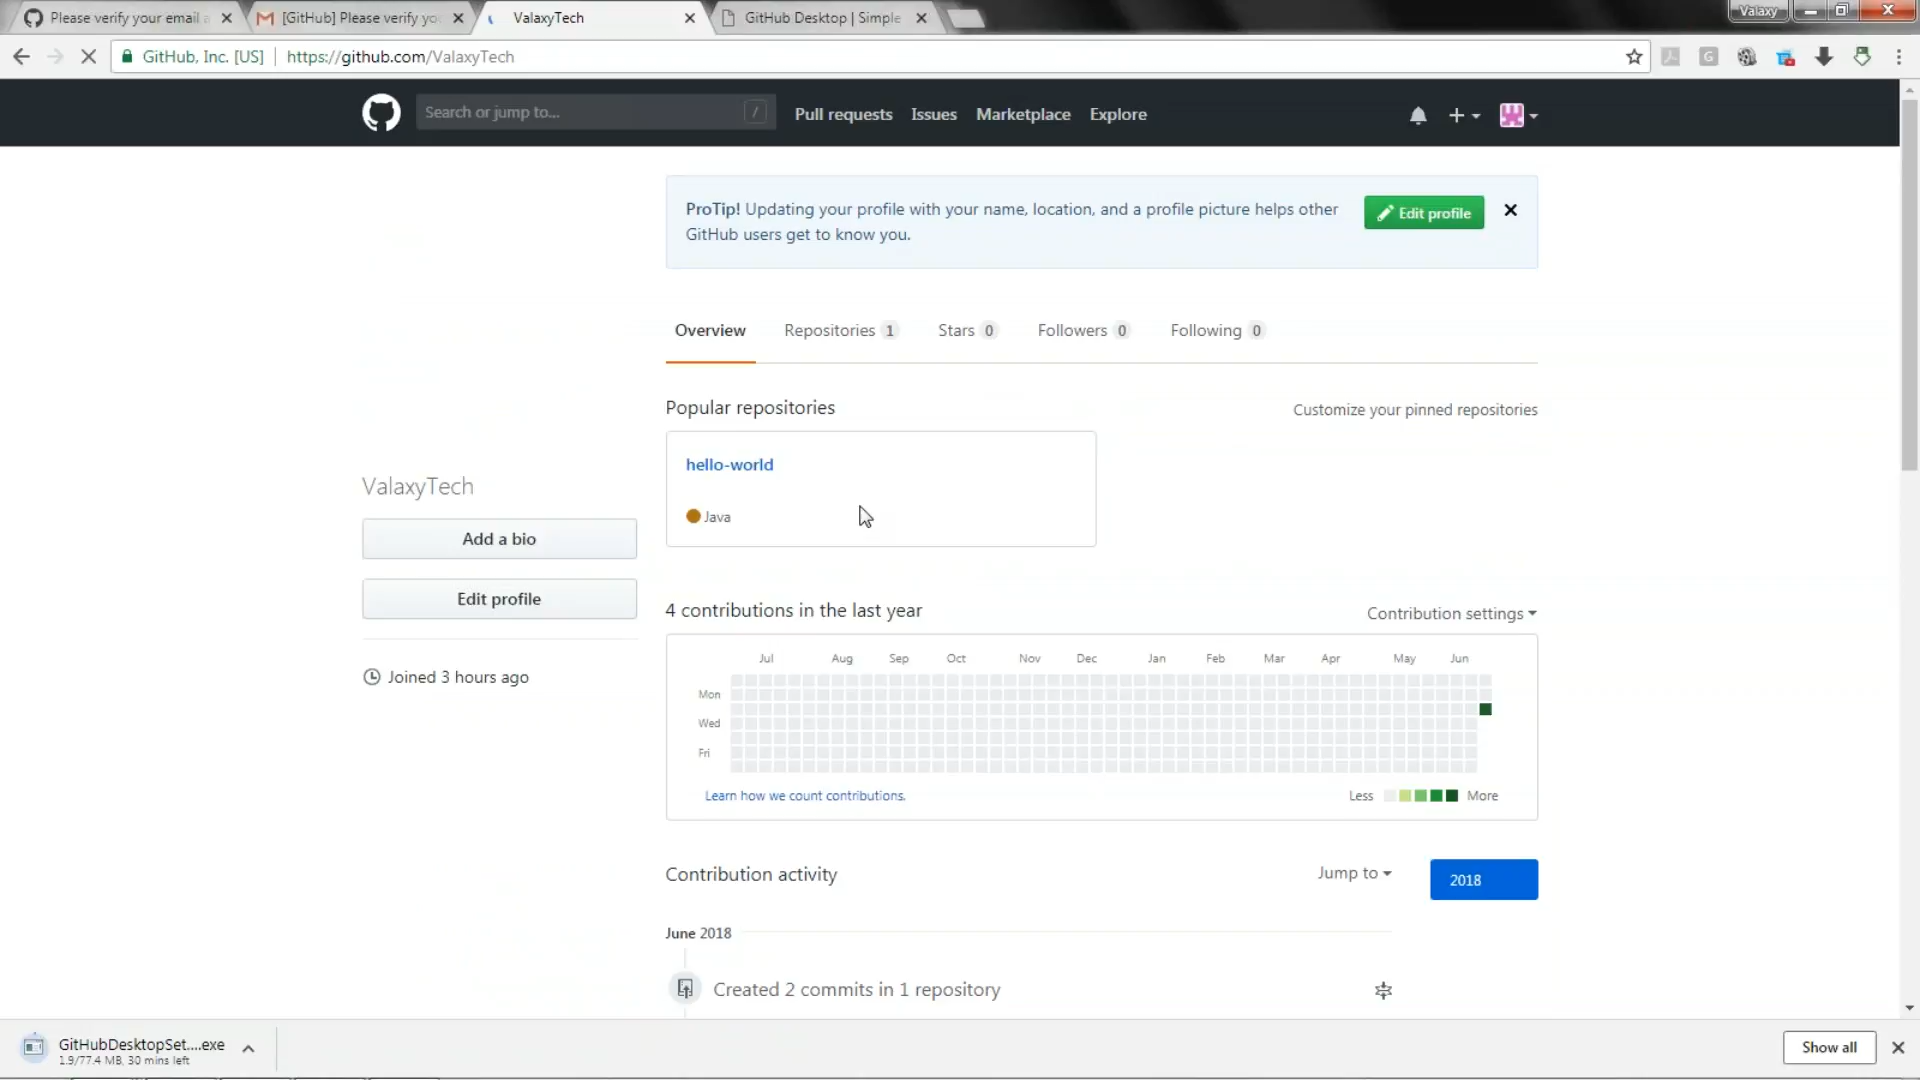 Please verify your email a
[GitHub] Please verify yo
ValaxyTech
GitHub Desktop | Simple
Valaxy
GitHub, Inc. [US]
https://github.com/ValaxyTech
Search or jump to...
/
Pull requests
Issues
Marketplace
Explore
ProTip! Updating your profile with your name, location, and a profile picture helps other
GitHub users get to know you.
Edit profile
Overview
Repositories 1
Stars 0
Followers 0
Following 0
Popular repositories
Customize your pinned repositories
hello-world
Java
ValaxyTech
Add a bio
Edit profile
Joined 3 hours ago
4 contributions in the last year
Contribution settings
Jul Aug Sep Oct Nov Dec Jan Feb Mar Apr May Jun
Mon
Wed
Fri
Learn how we count contributions.
Less
More
Contribution activity
Jump to
2018
June 2018
Created 2 commits in 1 repository
GitHubDesktopSet....exe
1.9/77.4 MB, 30 mins left
Show all